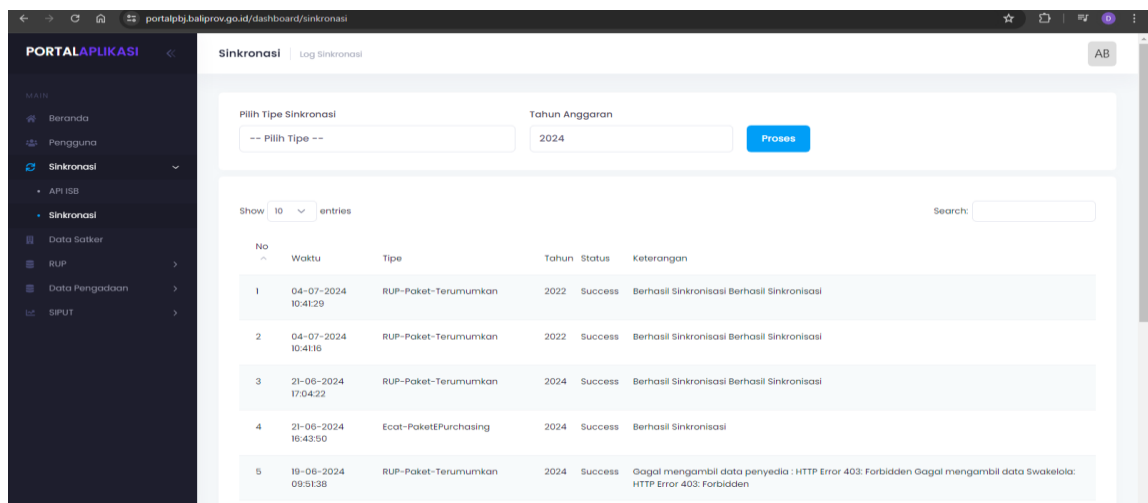 portalpbj.baliprov.go.id/dashboard/sinkronasi
D
PORTALAPLIKASI
MAIN
Beranda
Pengguna
Sinkronasi
API ISB
Sinkronasi
Data Satker
RUP
Data Pengadaan
SIPUT
Sinkronasi Log Sinkronasi
AB
Pilih Tipe Sinkronasi Tahun Anggaran
-- Pilih Tipe -- 2024 Proses
Show 10 entries Search:
No Waktu Tipe Tahun Status Keterangan
1 04-07-2024 RUP-Paket-Terumumkan 2022 Success Berhasil Sinkronisasi Berhasil Sinkronisasi
10:41:29
2 04-07-2024 RUP-Paket-Terumumkan 2022 Success Berhasil Sinkronisasi Berhasil Sinkronisasi
10:41:16
3 21-06-2024 RUP-Paket-Terumumkan 2024 Success Berhasil Sinkronisasi Berhasil Sinkronisasi
17:04:22
4 21-06-2024 Ecat-PaketEPurchasing 2024 Success Berhasil Sinkronisasi
16:43:50
5 19-06-2024 RUP-Paket-Terumumkan 2024 Success Gagal mengambil data penyedia : HTTP Error 403: Forbidden Gagal mengambil data Swakelola:
09:51:38 HTTP Error 403: Forbidden